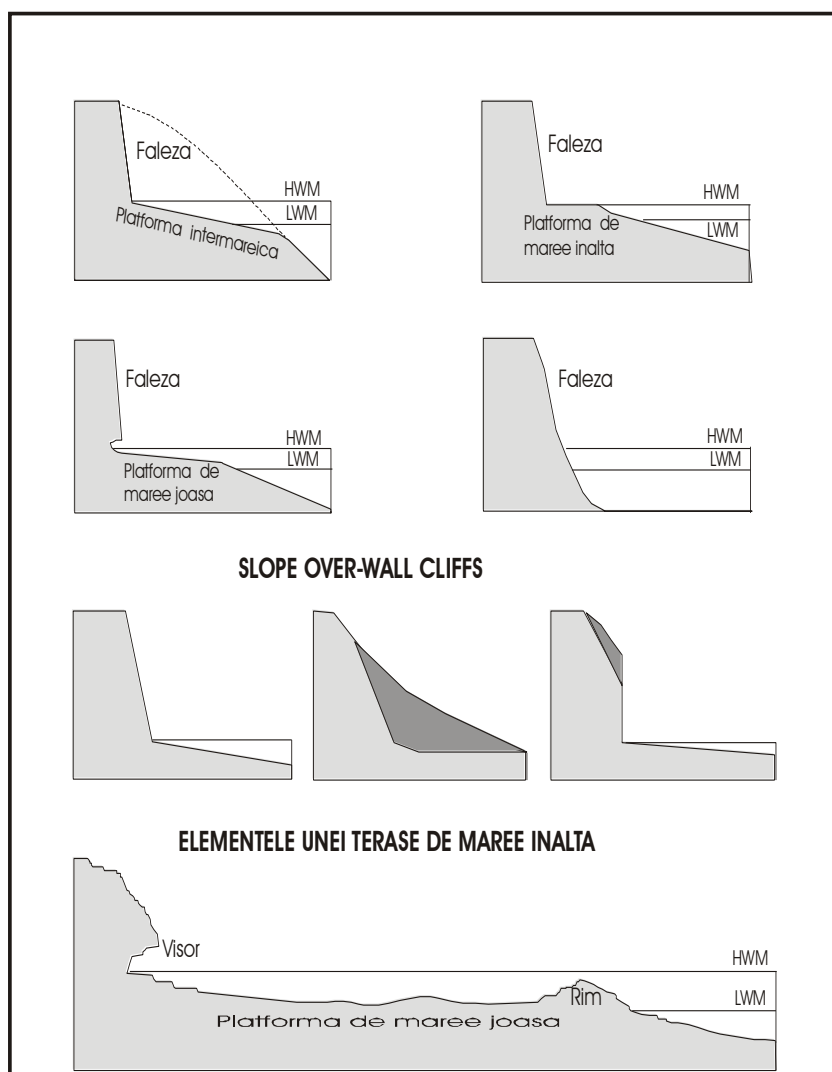 Faleza
HWM
LWM
Platforma intermareica
Faleza
HWM
LWM
Platforma de
maree inalta
Faleza
HWM
LWM
Platforma de
maree joasa
Faleza
HWM
LWM
SLOPE OVER-WALL CLIFFS
ELEMENTELE UNEI TERASE DE MAREE INALTA
Visor
HWM
Rim
LWM
Platforma de maree joasa